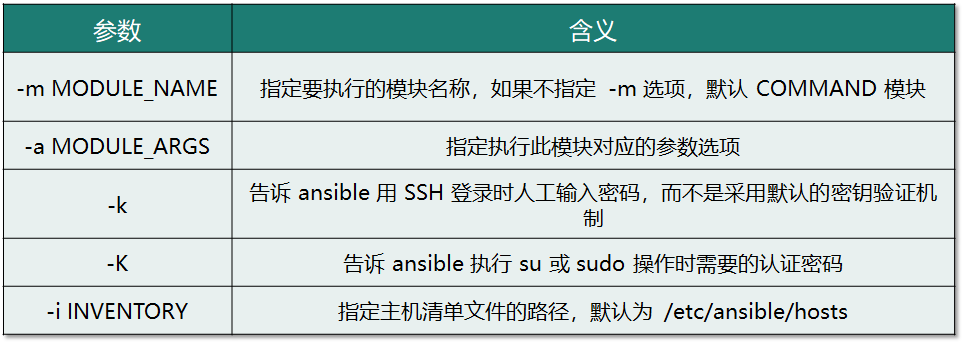 参数 含义
-m MODULE_NAME 指定要执行的模块名称，如果不指定 -m 选项，默认 COMMAND 模块
-a MODULE_ARGS 指定执行此模块对应的参数选项
-k 告诉 ansible 用 SSH 登录时人工输入密码，而不是采用默认的密钥验证机
制
-K 告诉 ansible 执行 su 或 sudo 操作时需要的认证密码
-i INVENTORY 指定主机清单文件的路径，默认为 /etc/ansible/hosts